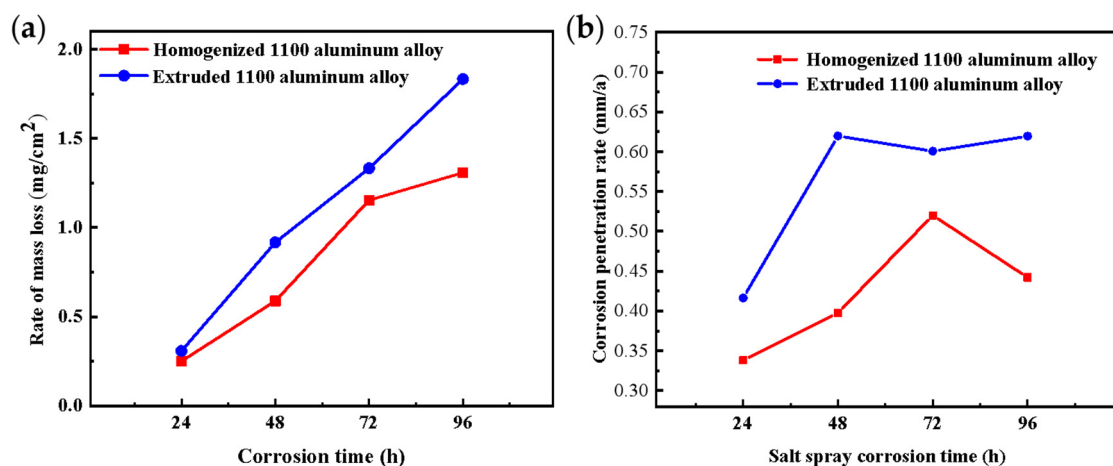 (a)
Rate of mass loss (mg/cm²)
2.0
1.5
1.0
0.5
0.0
Homogenized 1100 aluminum alloy
Extruded 1100 aluminum alloy
24 48 72 96
Corrosion time (h)
(b)
Corrosion penetration rate (mm/a)
0.75
0.70
0.65
0.60
0.55
0.50
0.45
0.40
0.35
0.30
Homogenized 1100 aluminum alloy
Extruded 1100 aluminum alloy
24 48 72 96
Salt spray corrosion time (h)